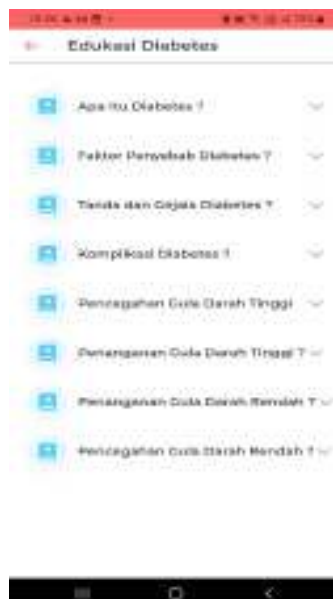 Edukasi Diabetes
Apa Itu Diabetes ?
Faktor Penyebab Diabetes ?
Tanda dan Gejala Diabetes ?
Komplikasi Diabetes ?
Pencegahan Gula Darah Tinggi
Penanganan Gula Darah Tinggi ?
Penanganan Gula Darah Rendah ?
Pencegahan Gula Darah Rendah ?